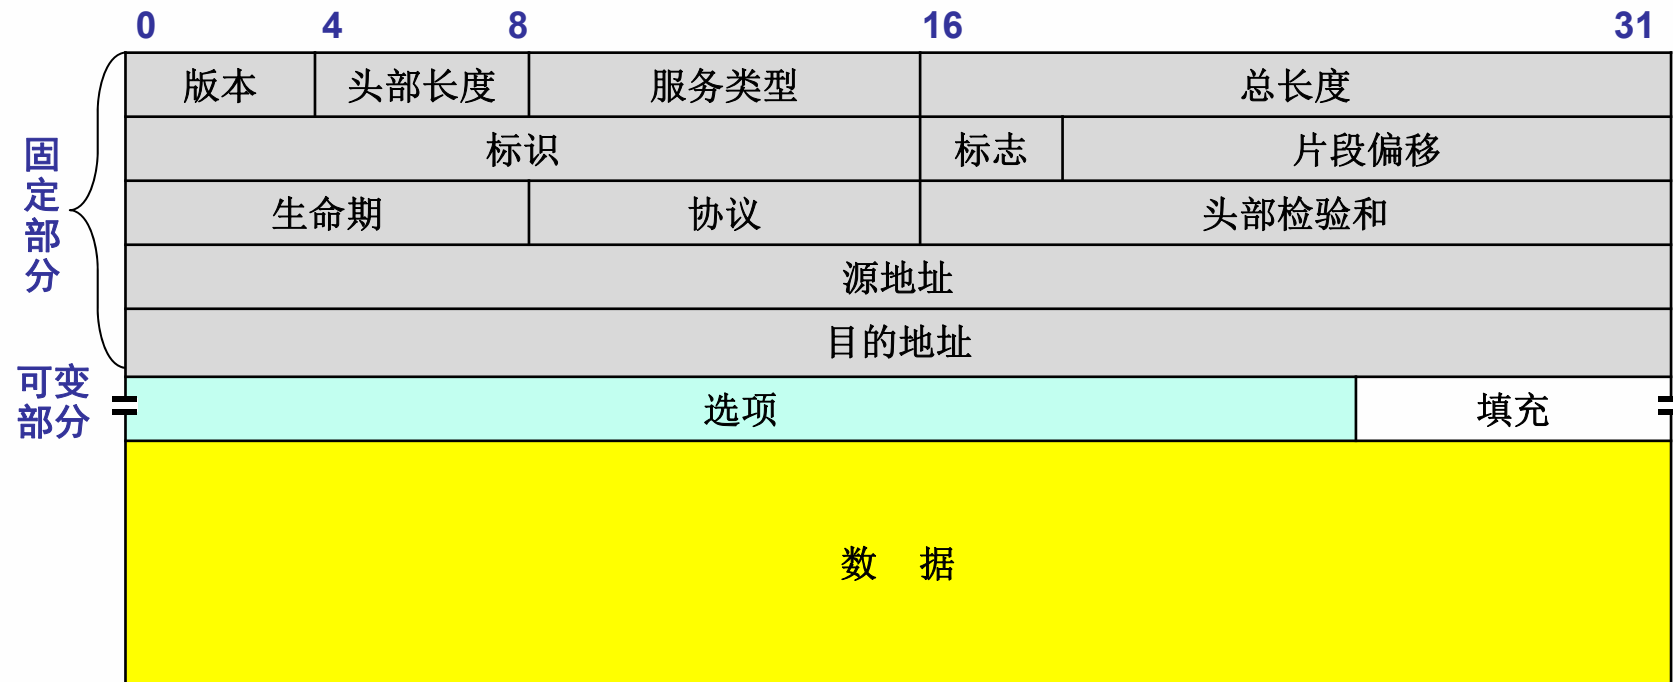 0 4 8 16 31
版本 头部长度 服务类型 总长度
标识 标志 片段偏移
生命期 协议 头部检验和
源地址
目的地址
选项 填充
数 据
固定部分
可变
部分